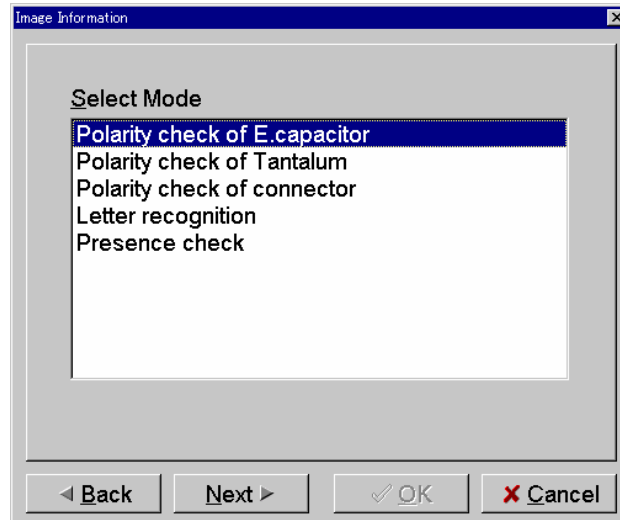 Image Information
Select Mode
Polarity check of E.capacitor
Polarity check of Tantalum
Polarity check of connector
Letter recognition
Presence check
Back Next OK Cancel